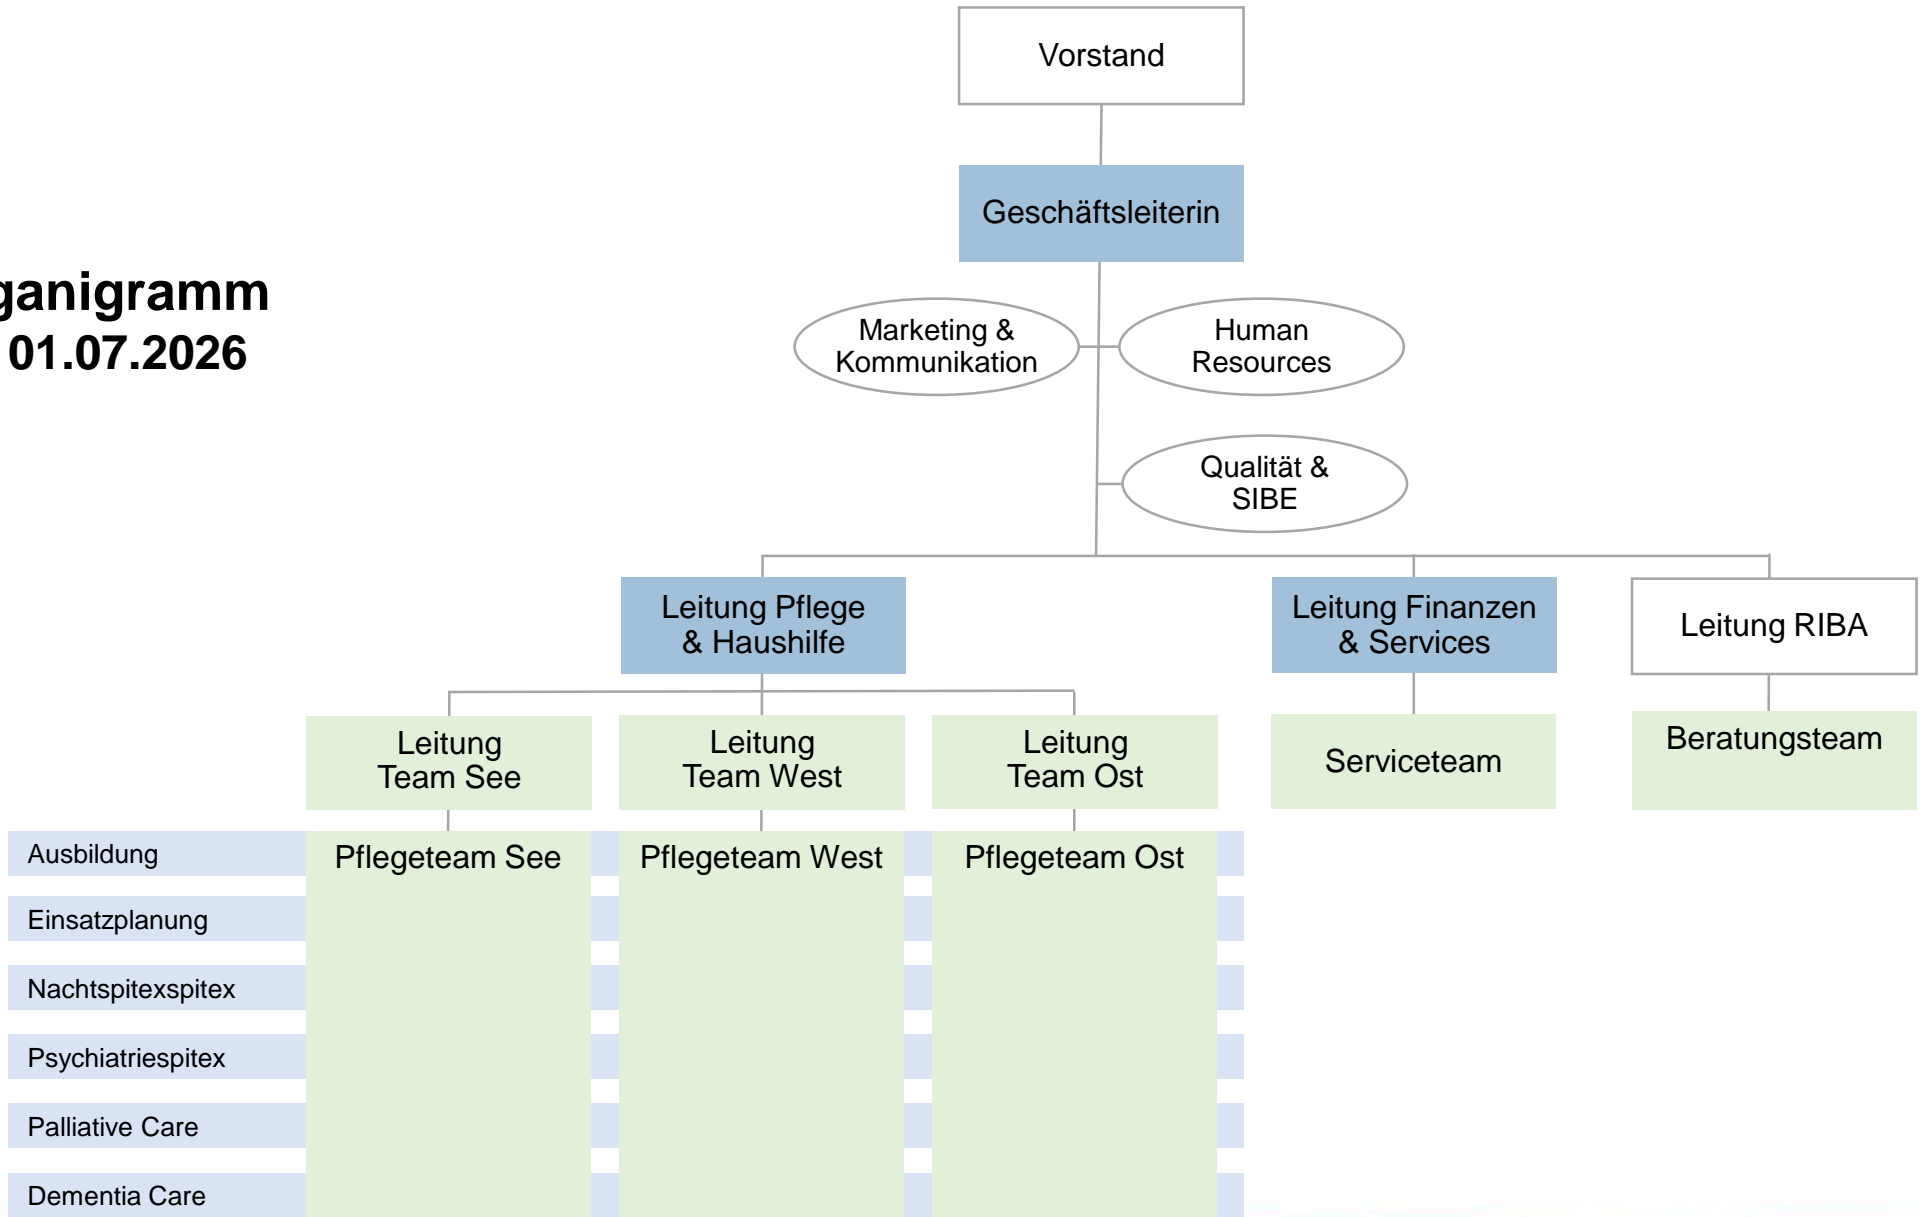 Vorstand
Geschäftsleiterin
ganigramm
01.07.2026
Marketing &
Kommunikation
Human
Resources
Qualität &
SIBE
Leitung Pflege
& Haushilfe
Leitung Finanzen
& Services
Leitung RIBA
Leitung
Team See
Leitung
Team West
Leitung
Team Ost
Serviceteam
Beratungsteam
Ausbildung
Pflegeteam See
Pflegeteam West
Pflegeteam Ost
Einsatzplanung
Nachtspitexspitex
Psychiatriespitex
Palliative Care
Dementia Care